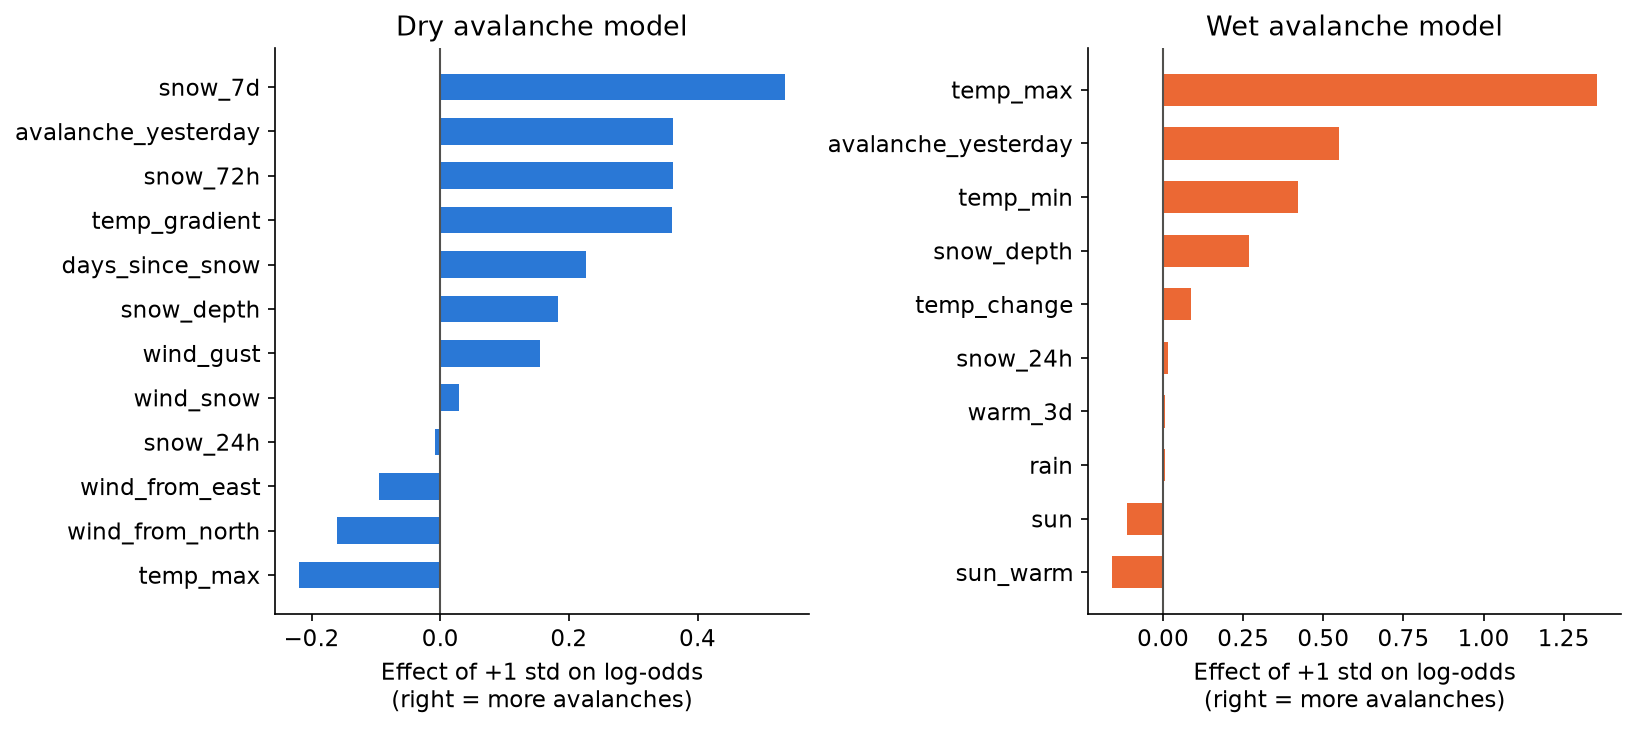 Dry avalanche model
snow_7d
avalanche_yesterday
snow_72h
temp_gradient
days_since_snow
snow_depth
wind_gust
wind_snow
snow_24h
wind_from_east
wind_from_north
temp_max
−0.2 0.0 0.2 0.4
Effect of +1 std on log-odds
(right = more avalanches)
Wet avalanche model
temp_max
avalanche_yesterday
temp_min
snow_depth
temp_change
snow_24h
warm_3d
rain
sun
sun_warm
0.00 0.25 0.50 0.75 1.00 1.25
Effect of +1 std on log-odds
(right = more avalanches)